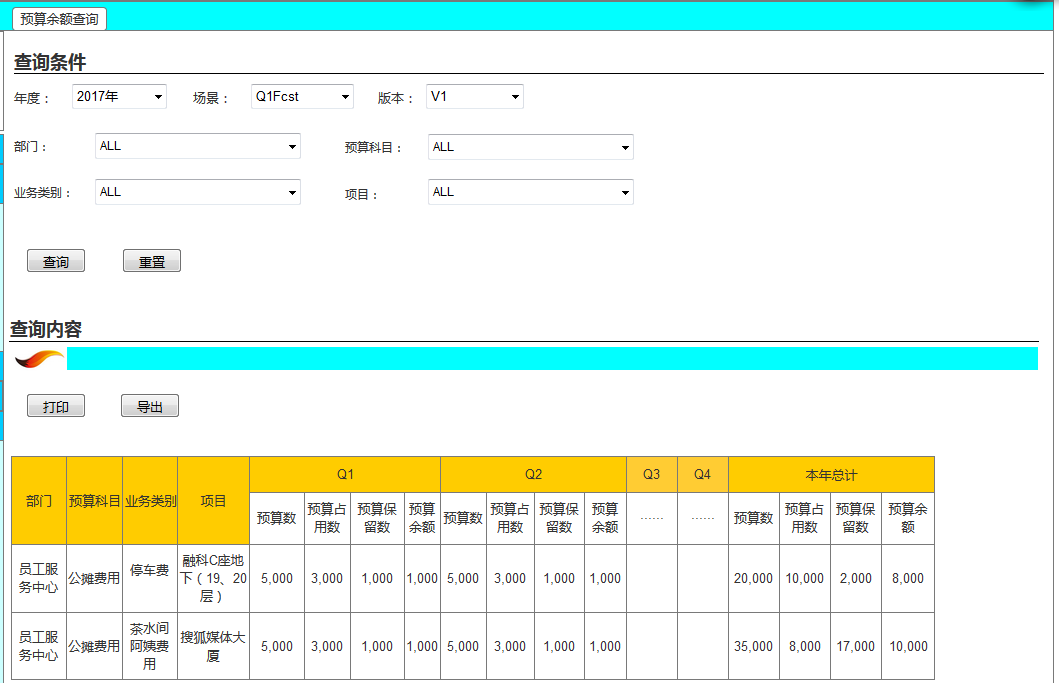 预算余额查询
查询条件
年度： 2017年 场景： Q1Fcst 版本： V1
部门： ALL 预算科目： ALL
业务类别： ALL 项目： ALL
查询 重置
查询内容
打印 导出
部门 预算科目 业务类别 项目 Q1 Q2 Q3 Q4 本年总计
预算数 预算占用数 预算保留数 预算余额 预算数 预算占用数 预算保留数 预算余额 ...... ...... 预算数 预算占用数 预算保留数 预算余额
员工服务中心 公摊费用 停车费 融科C座地下（19、20层） 5,000 3,000 1,000 1,000 5,000 3,000 1,000 1,000 20,000 10,000 2,000 8,000
员工服务中心 公摊费用 茶水间阿姨费用 搜狐媒体大厦 5,000 3,000 1,000 1,000 5,000 3,000 1,000 1,000 35,000 8,000 17,000 10,000